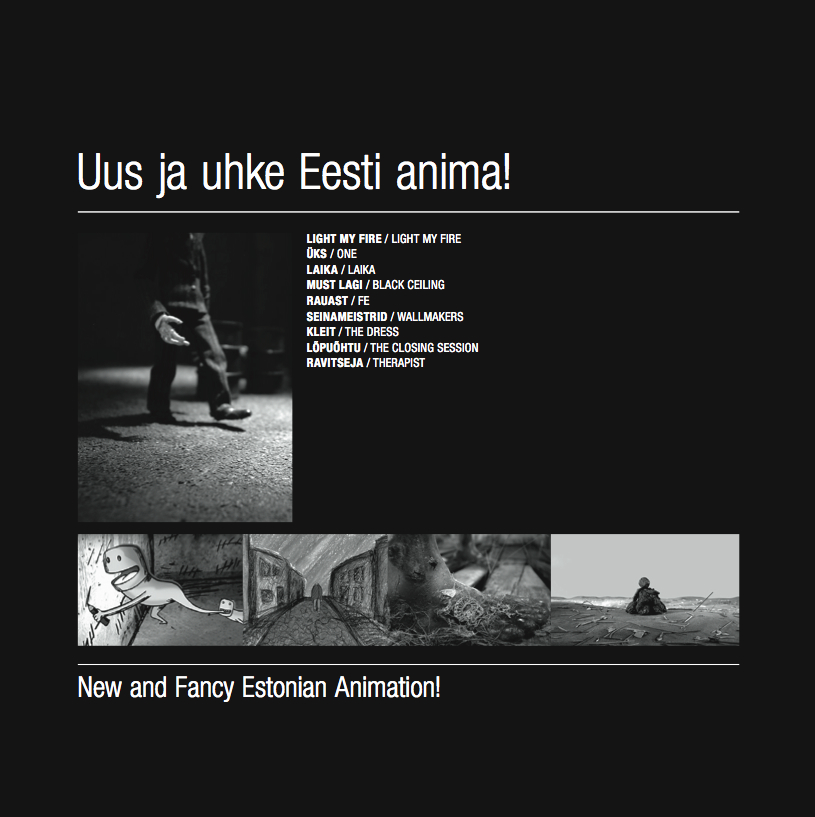 Uus ja uhke Eesti anima!
LIGHT MY FIRE / LIGHT MY FIRE
ÜKS / ONE
LAIKA / LAIKA
MUST LAGI / BLACK CEILING
RAUAST / FE
SEINAMEISTRID / WALLMAKERS
KLEIT / THE DRESS
LÕPUÕHTU / THE CLOSING SESSION
RAVITSEJA / THERAPIST
New and Fancy Estonian Animation!